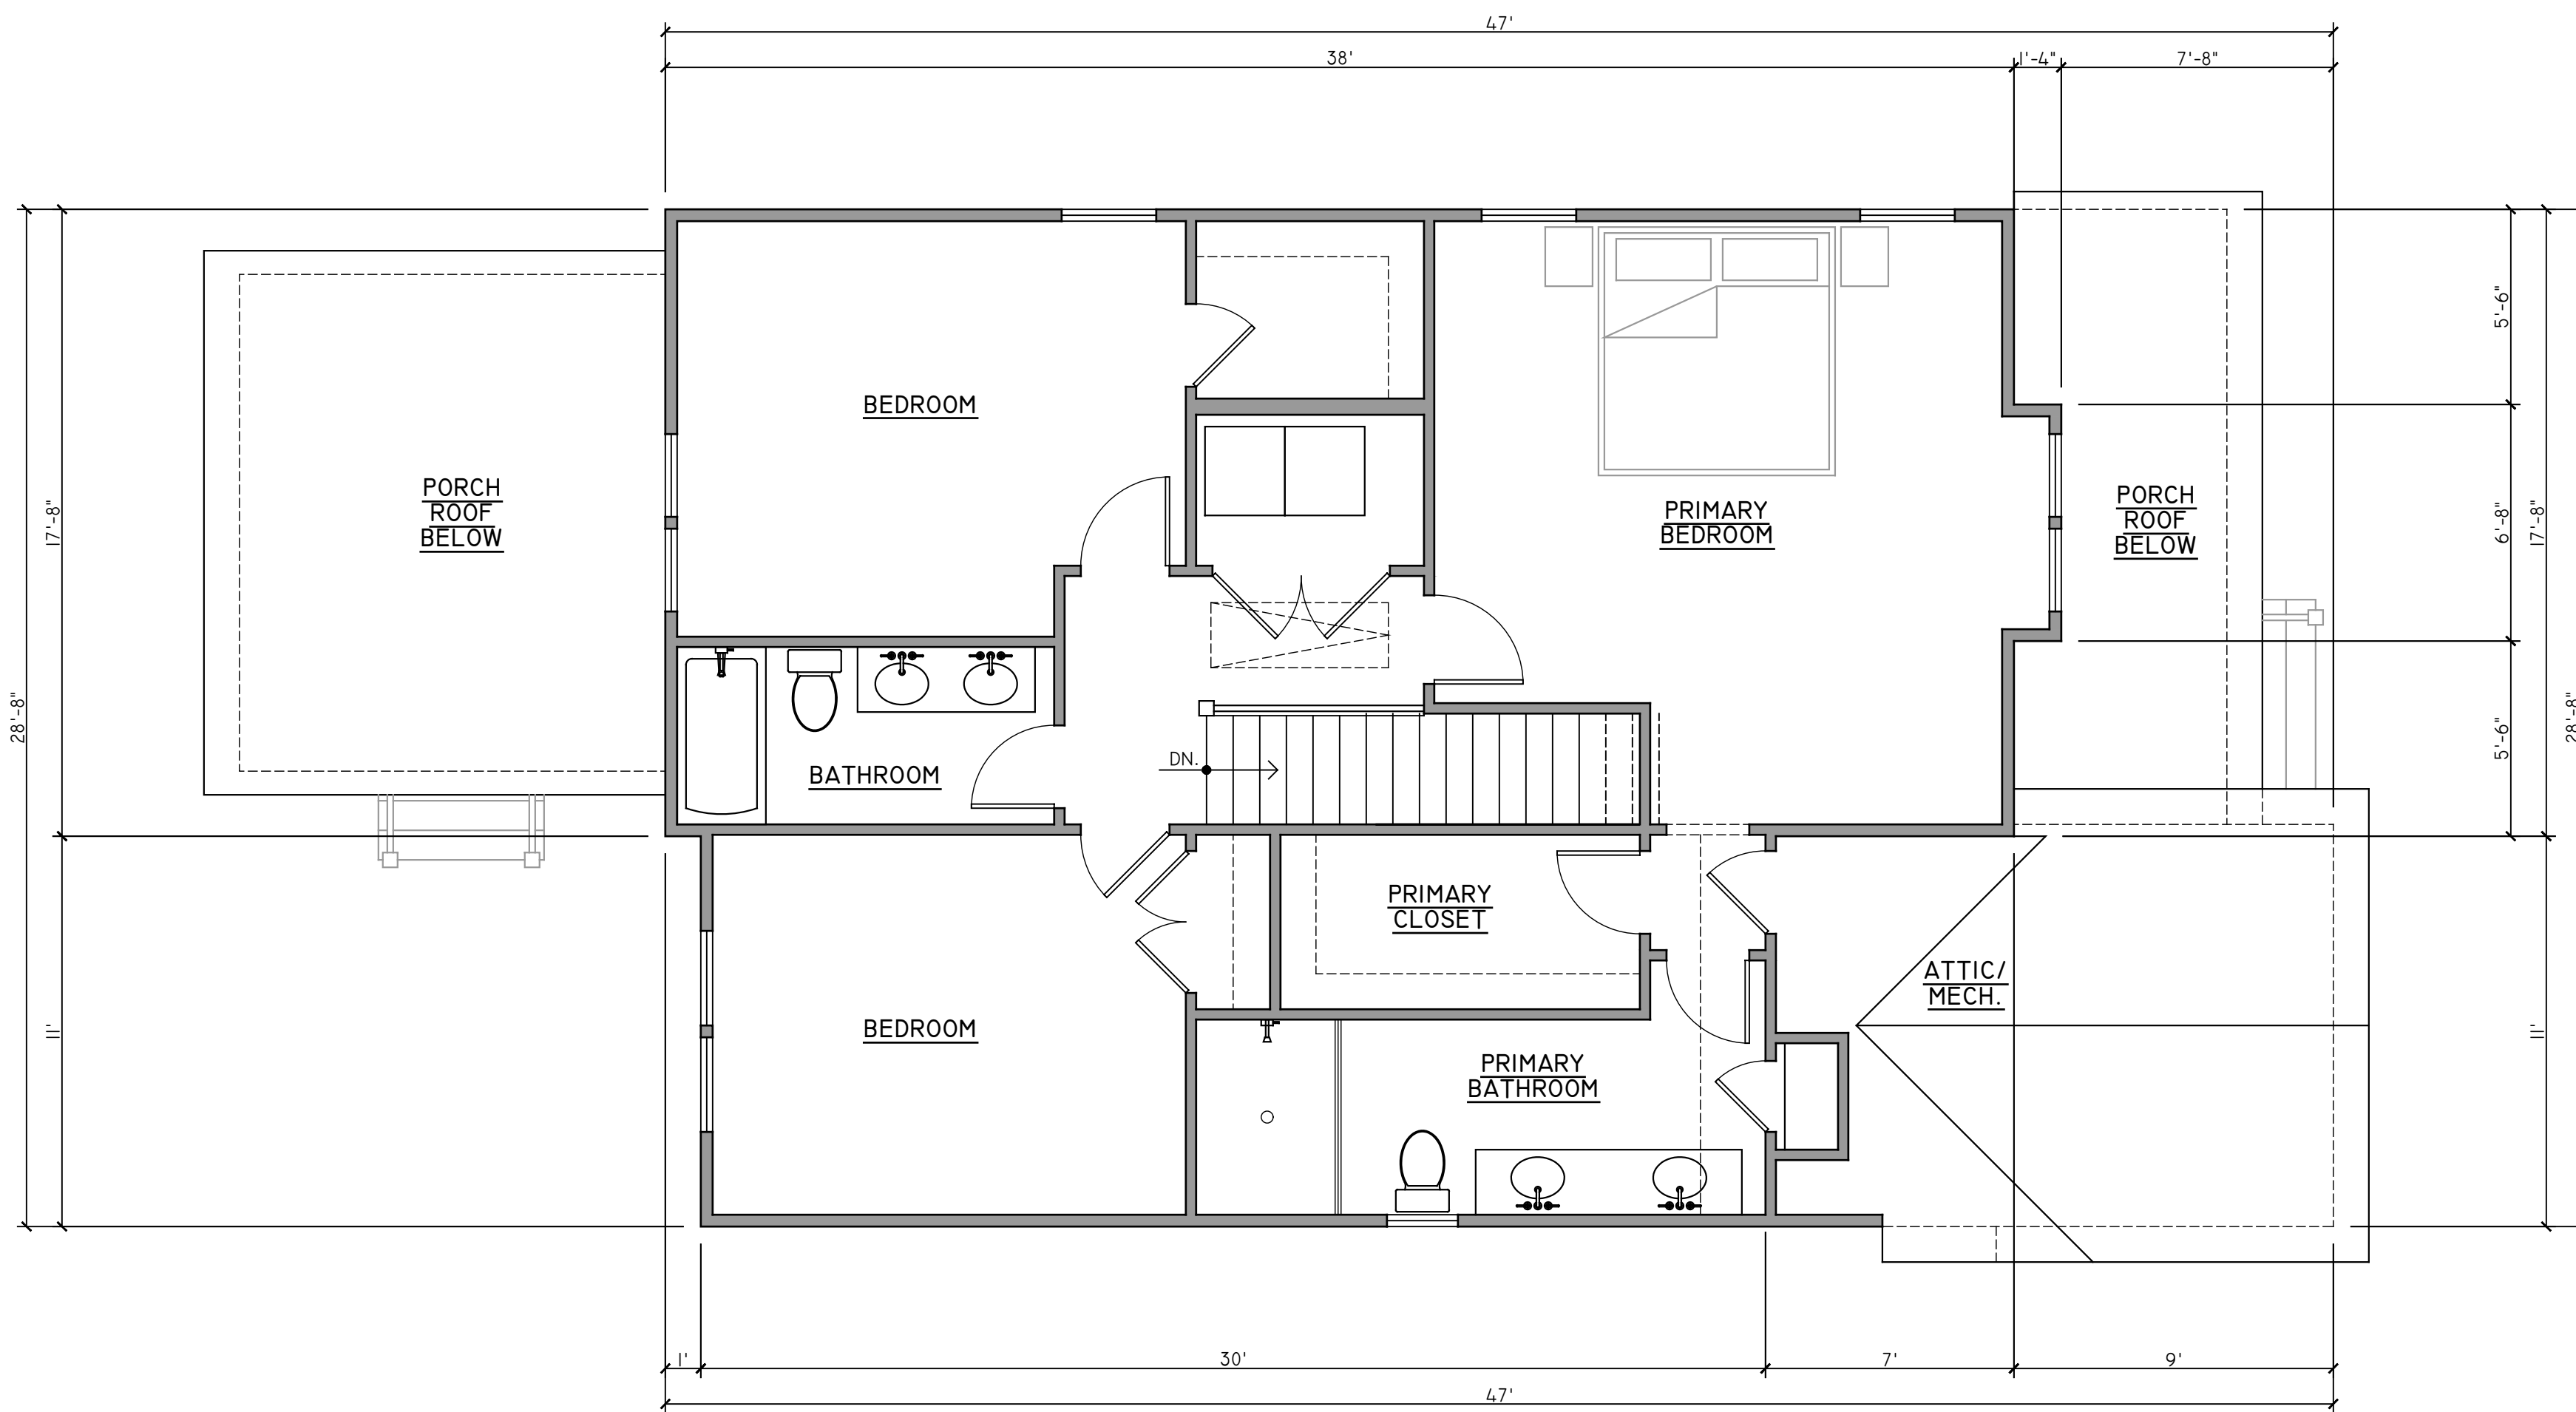 47'
38'
1'-4"
7'-8"
5'-6"
17'-8"
BEDROOM
PORCH
ROOF
BELOW
PRIMARY
BEDROOM
PORCH
ROOF
BELOW
6'-8"
17'-8"
28'-8"
28'-8"
5'-6"
DN.
BATHROOM
PRIMARY
CLOSET
ATTIC/
MECH.
11'
BEDROOM
11'
PRIMARY
BATHROOM
1'
30'
7'
9'
47'